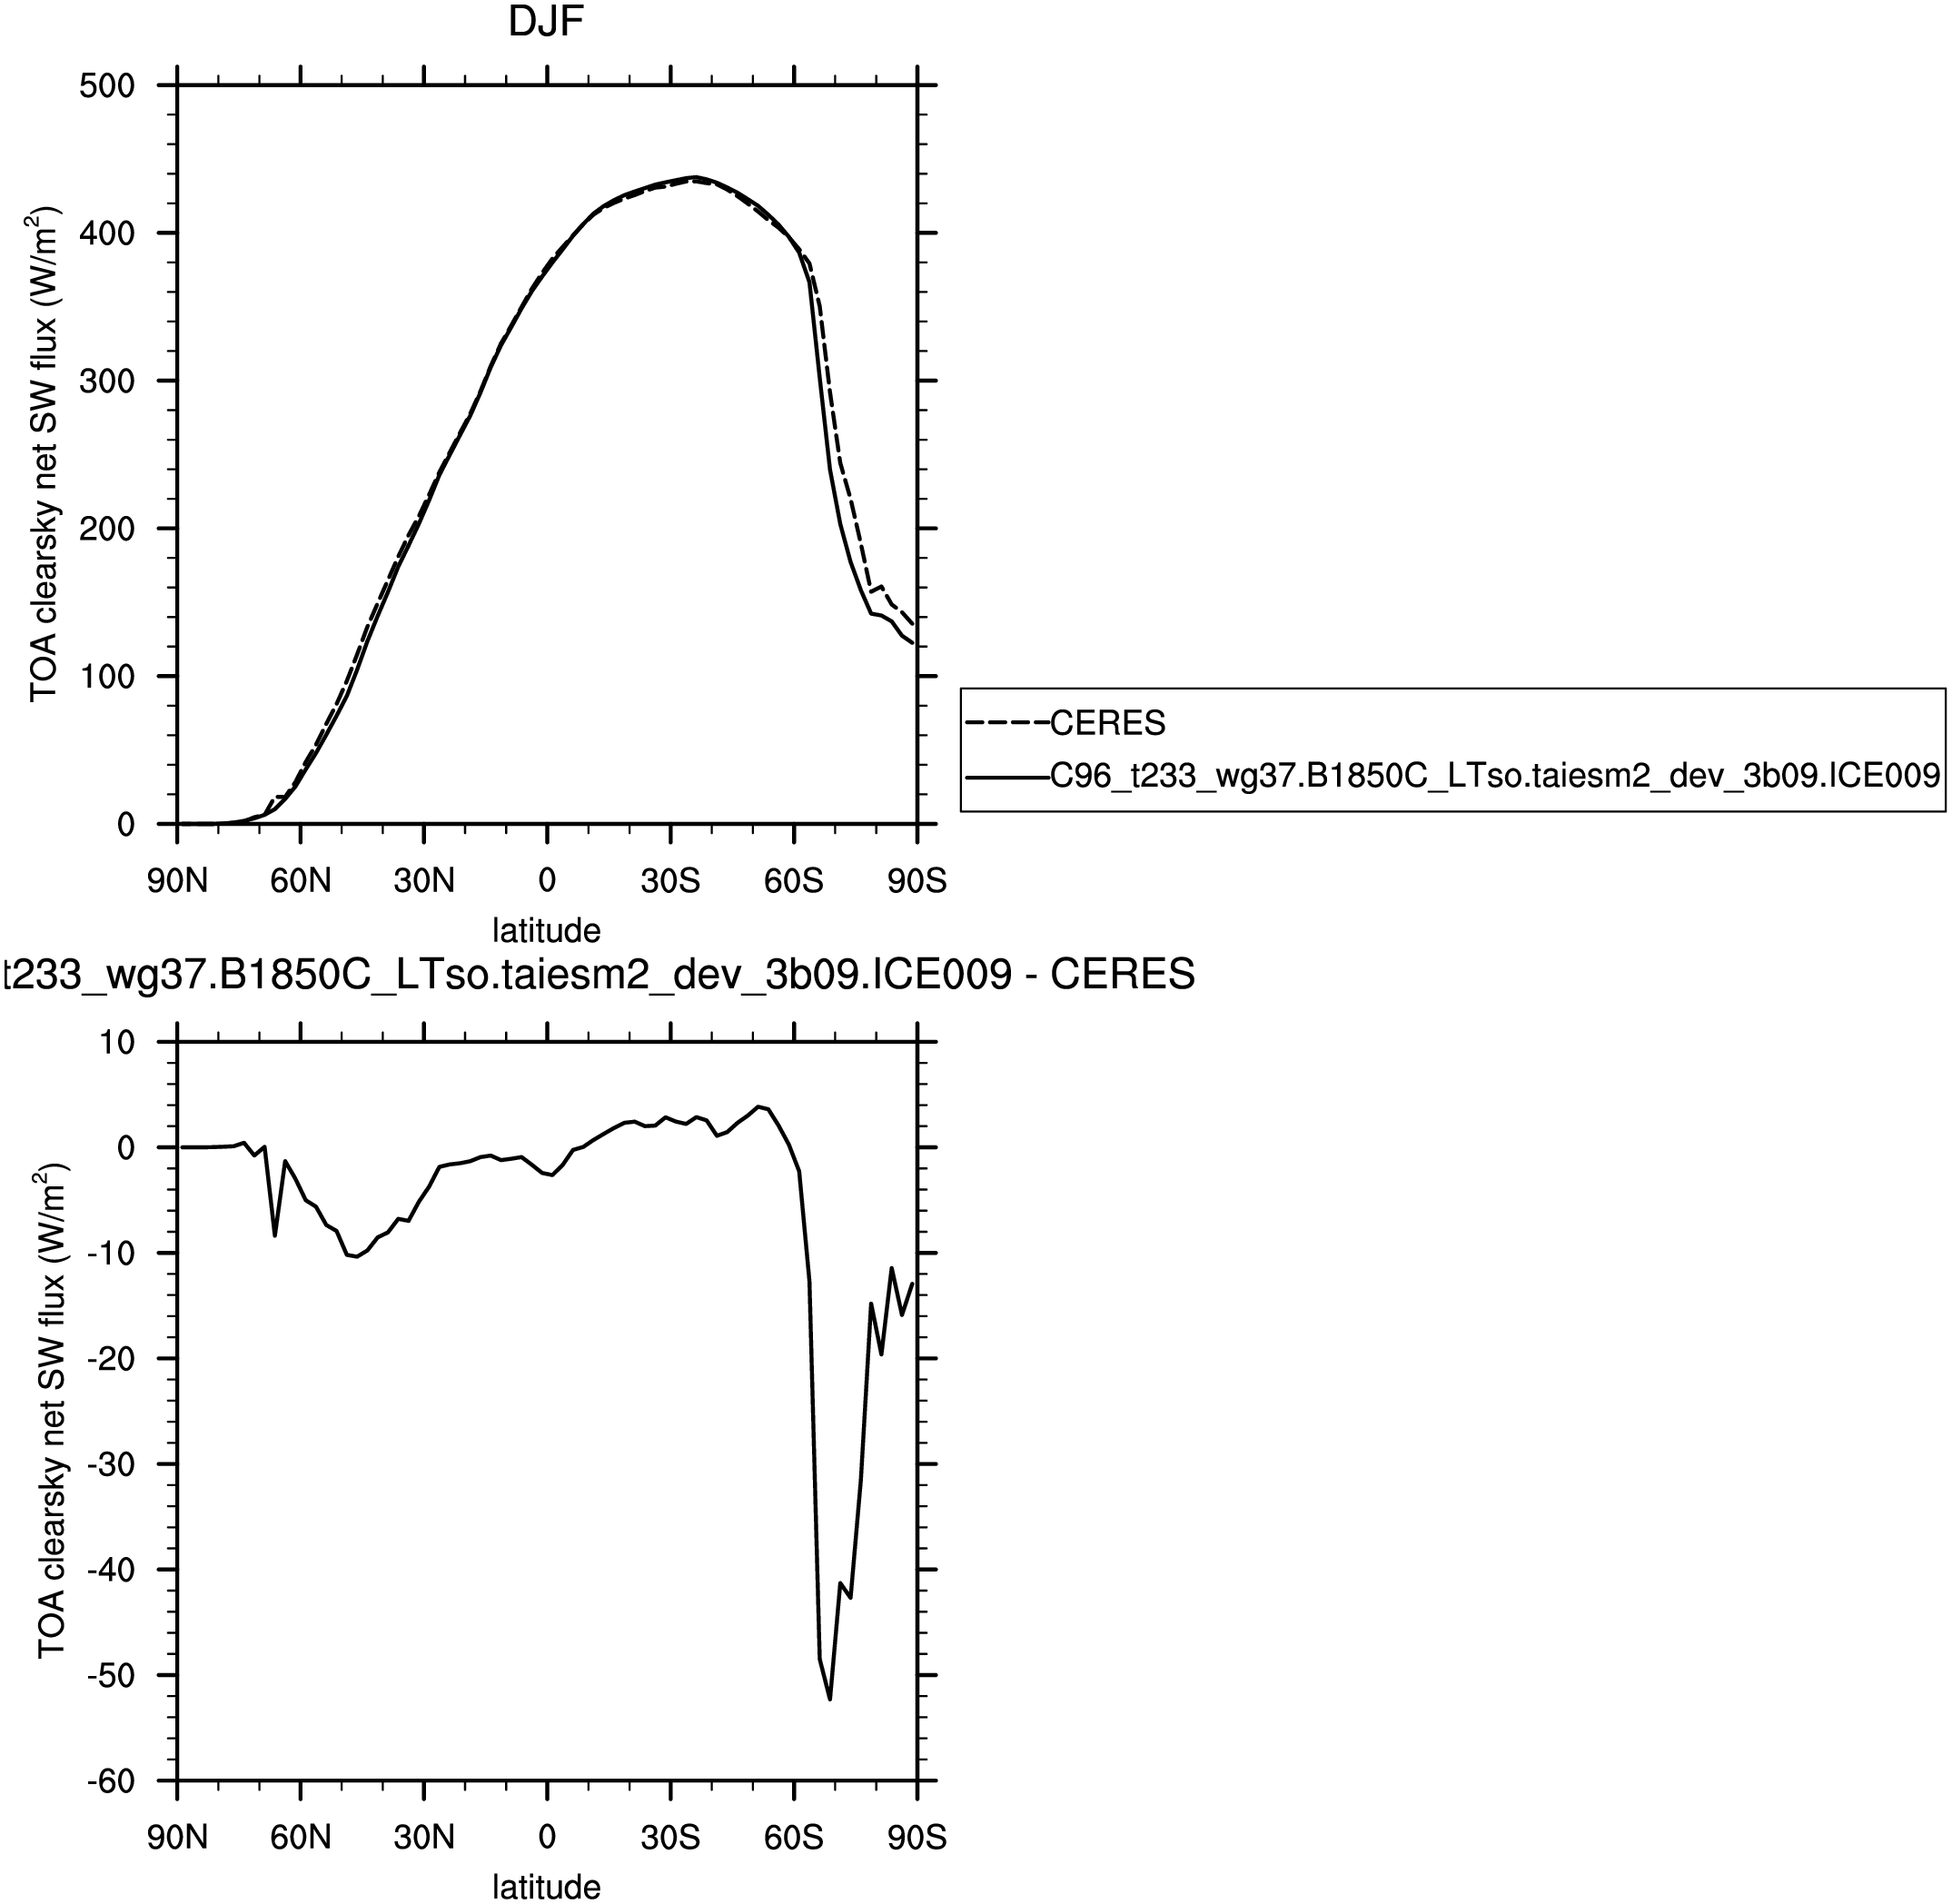 DJF
TOA clearsky net SW flux (W/m²)
500
400
300
200
100
0
90N 60N 30N 0 30S 60S 90S
latitude
CERES
C96_t233_wg37.B1850C_LTso.taiesm2_dev_3b09.ICE009
t233_wg37.B1850C_LTso.taiesm2_dev_3b09.ICE009 - CERES
TOA clearsky net SW flux (W/m²)
10
0
-10
-20
-30
-40
-50
-60
90N 60N 30N 0 30S 60S 90S
latitude